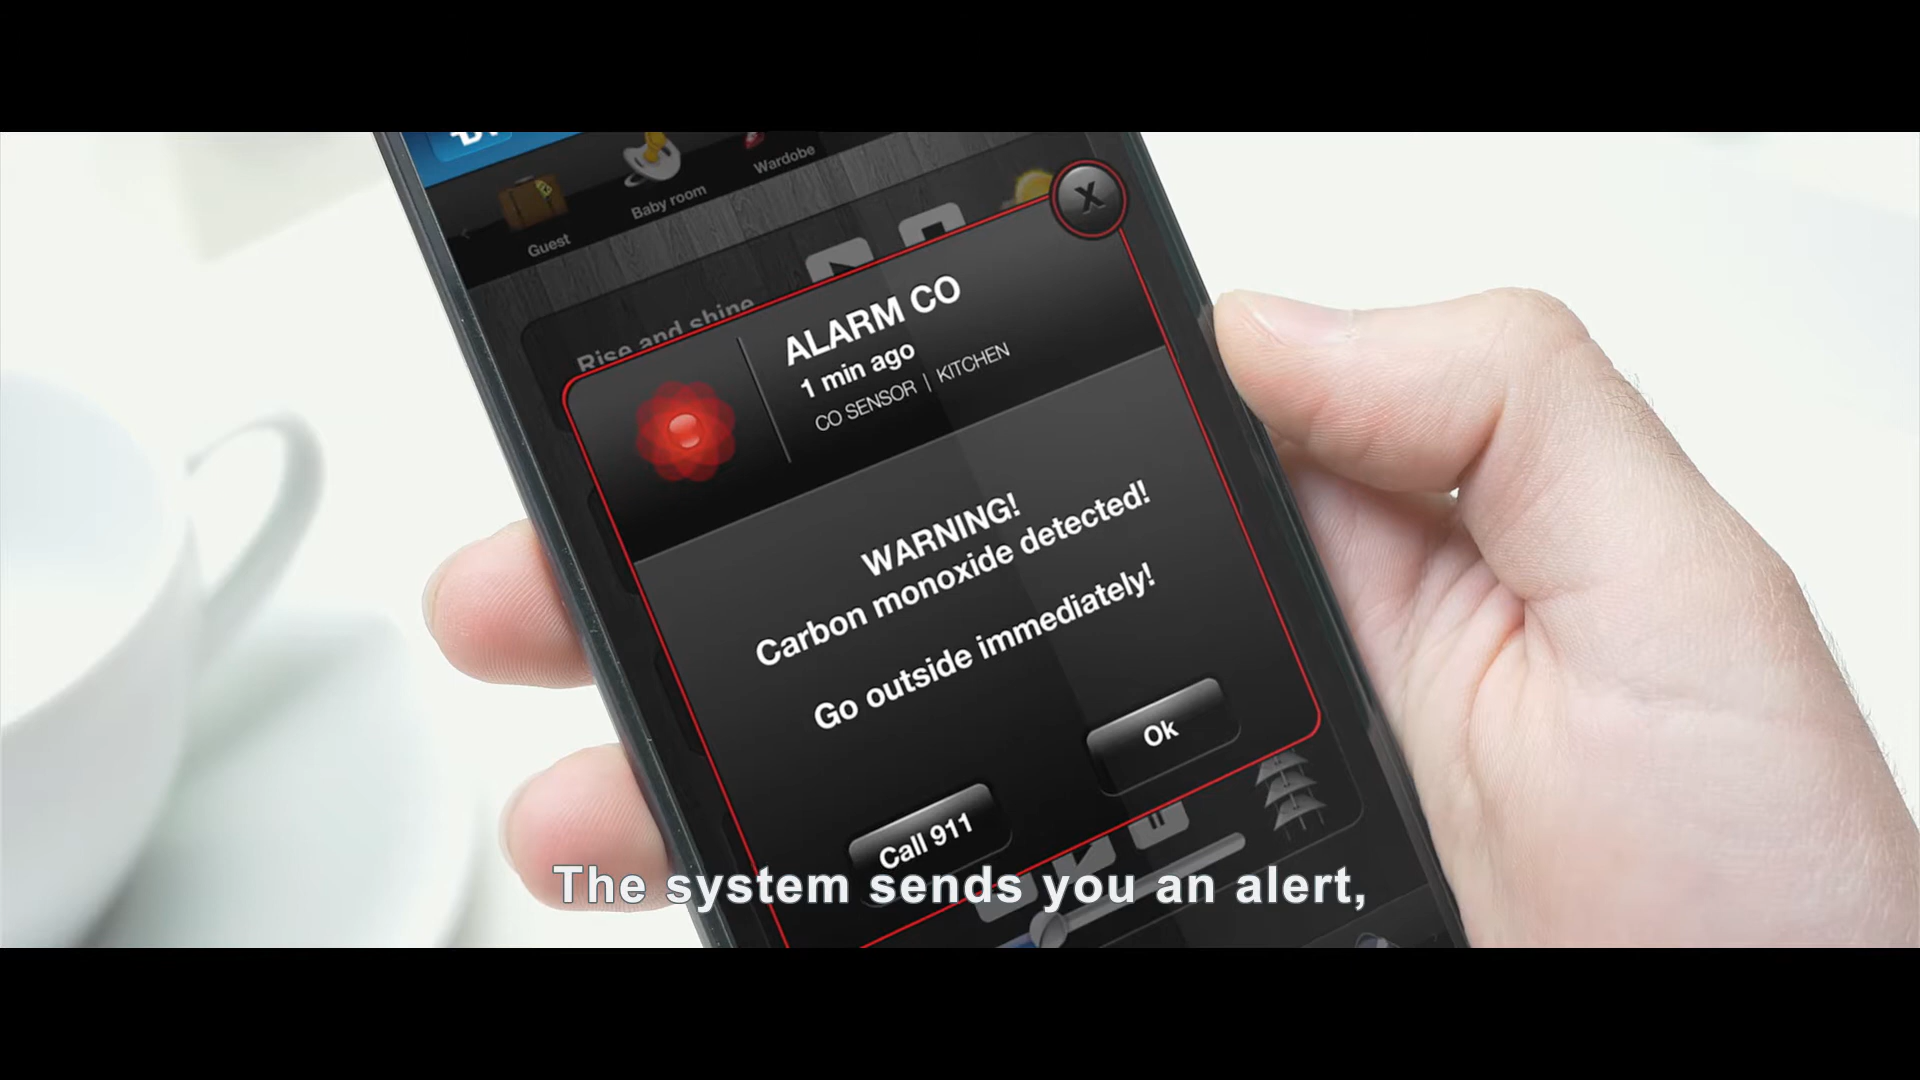 Guest
Baby room
Wardobe
Rise and shine
X
ALARM CO
1 min ago
CO SENSOR | KITCHEN
WARNING!
Carbon monoxide detected!
Go outside immediately!
Ok
Call 911
The system sends you an alert,